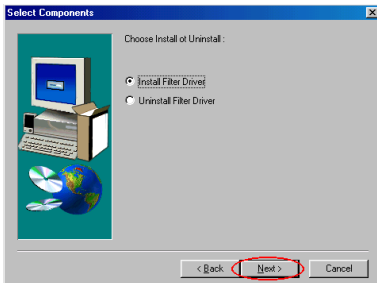 Select Components
Choose Install ot Uninstall :
Install Filter Driver
Uninstall Filter Driver
< Back
Next >
Cancel